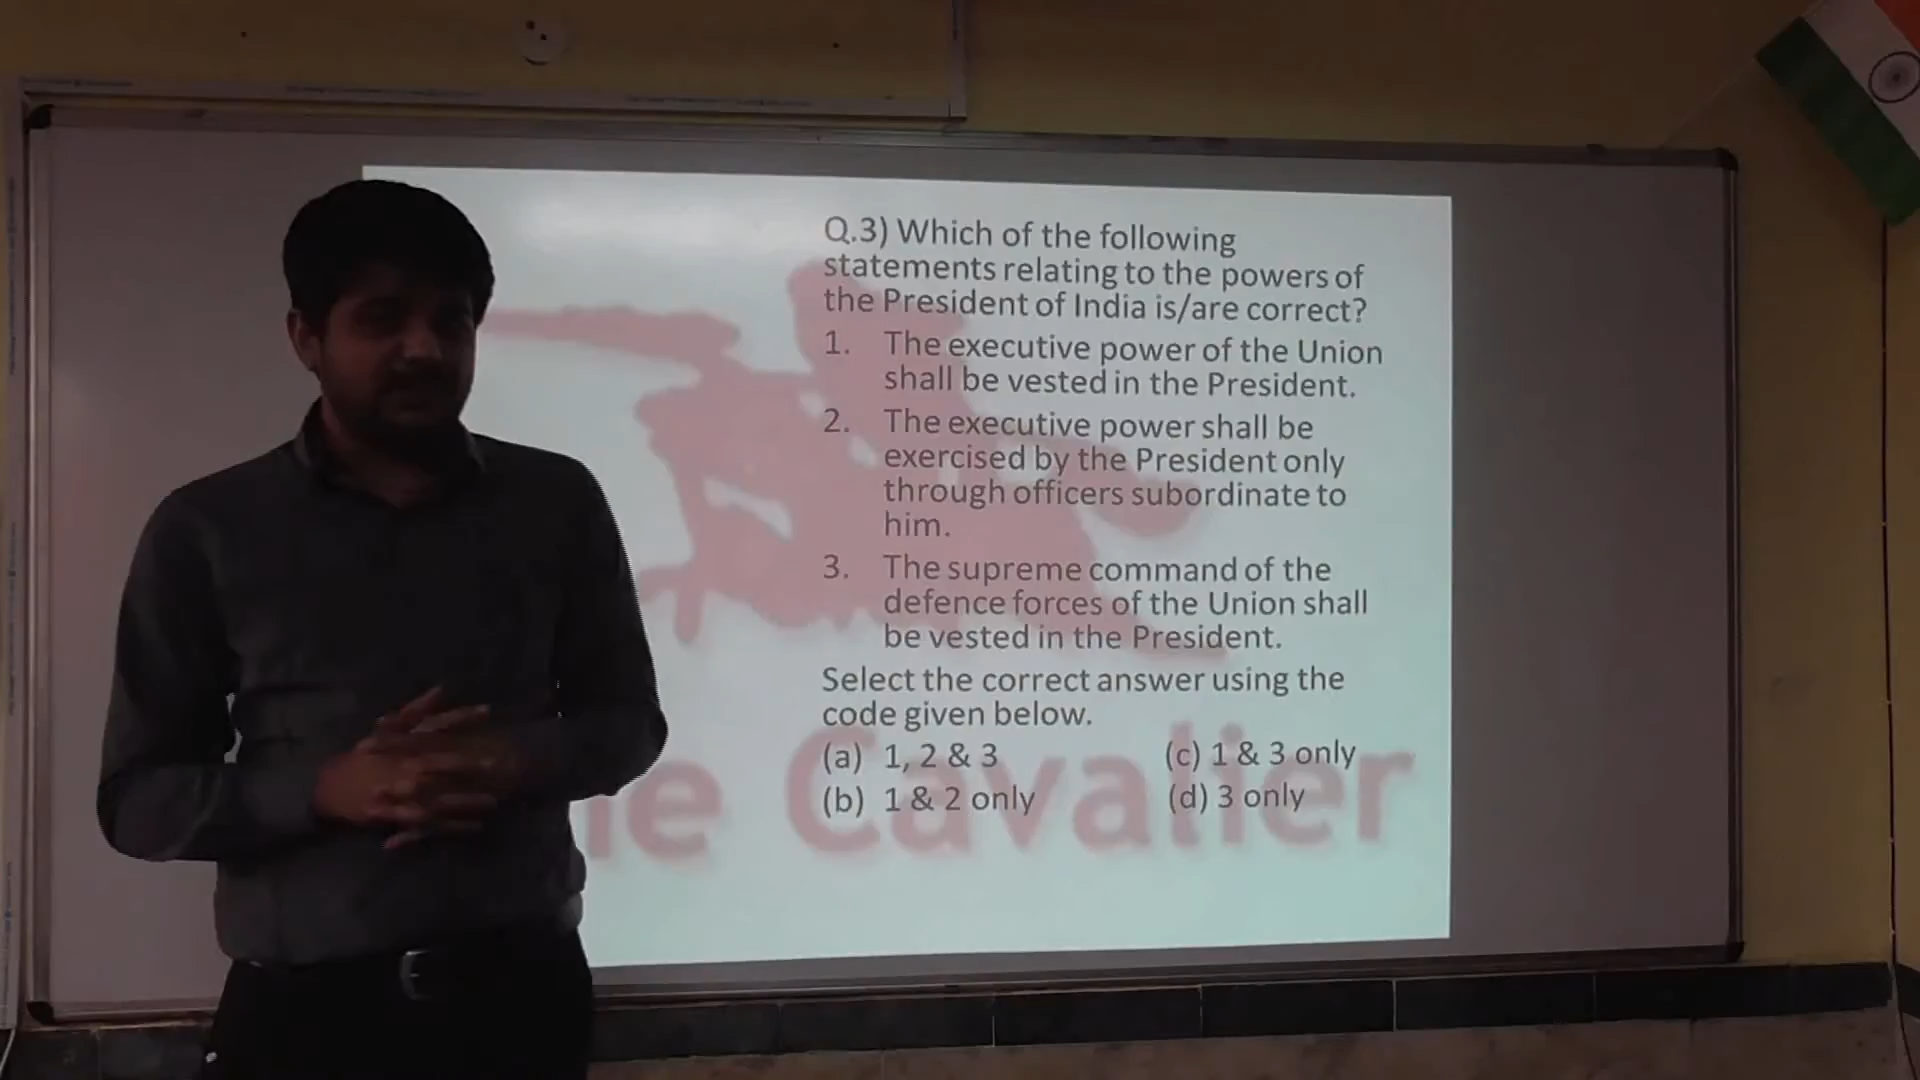 Q.3) Which of the following
statements relating to the powers of
the President of India is/are correct?
1. The executive power of the Union
shall be vested in the President.
2. The executive power shall be
exercised by the President only
through officers subordinate to
him.
3. The supreme command of the
defence forces of the Union shall
be vested in the President.
Select the correct answer using the
code given below.
(a) 1, 2 & 3 (c) 1 & 3 only
(b) 1 & 2 only (d) 3 only
he Cavalier